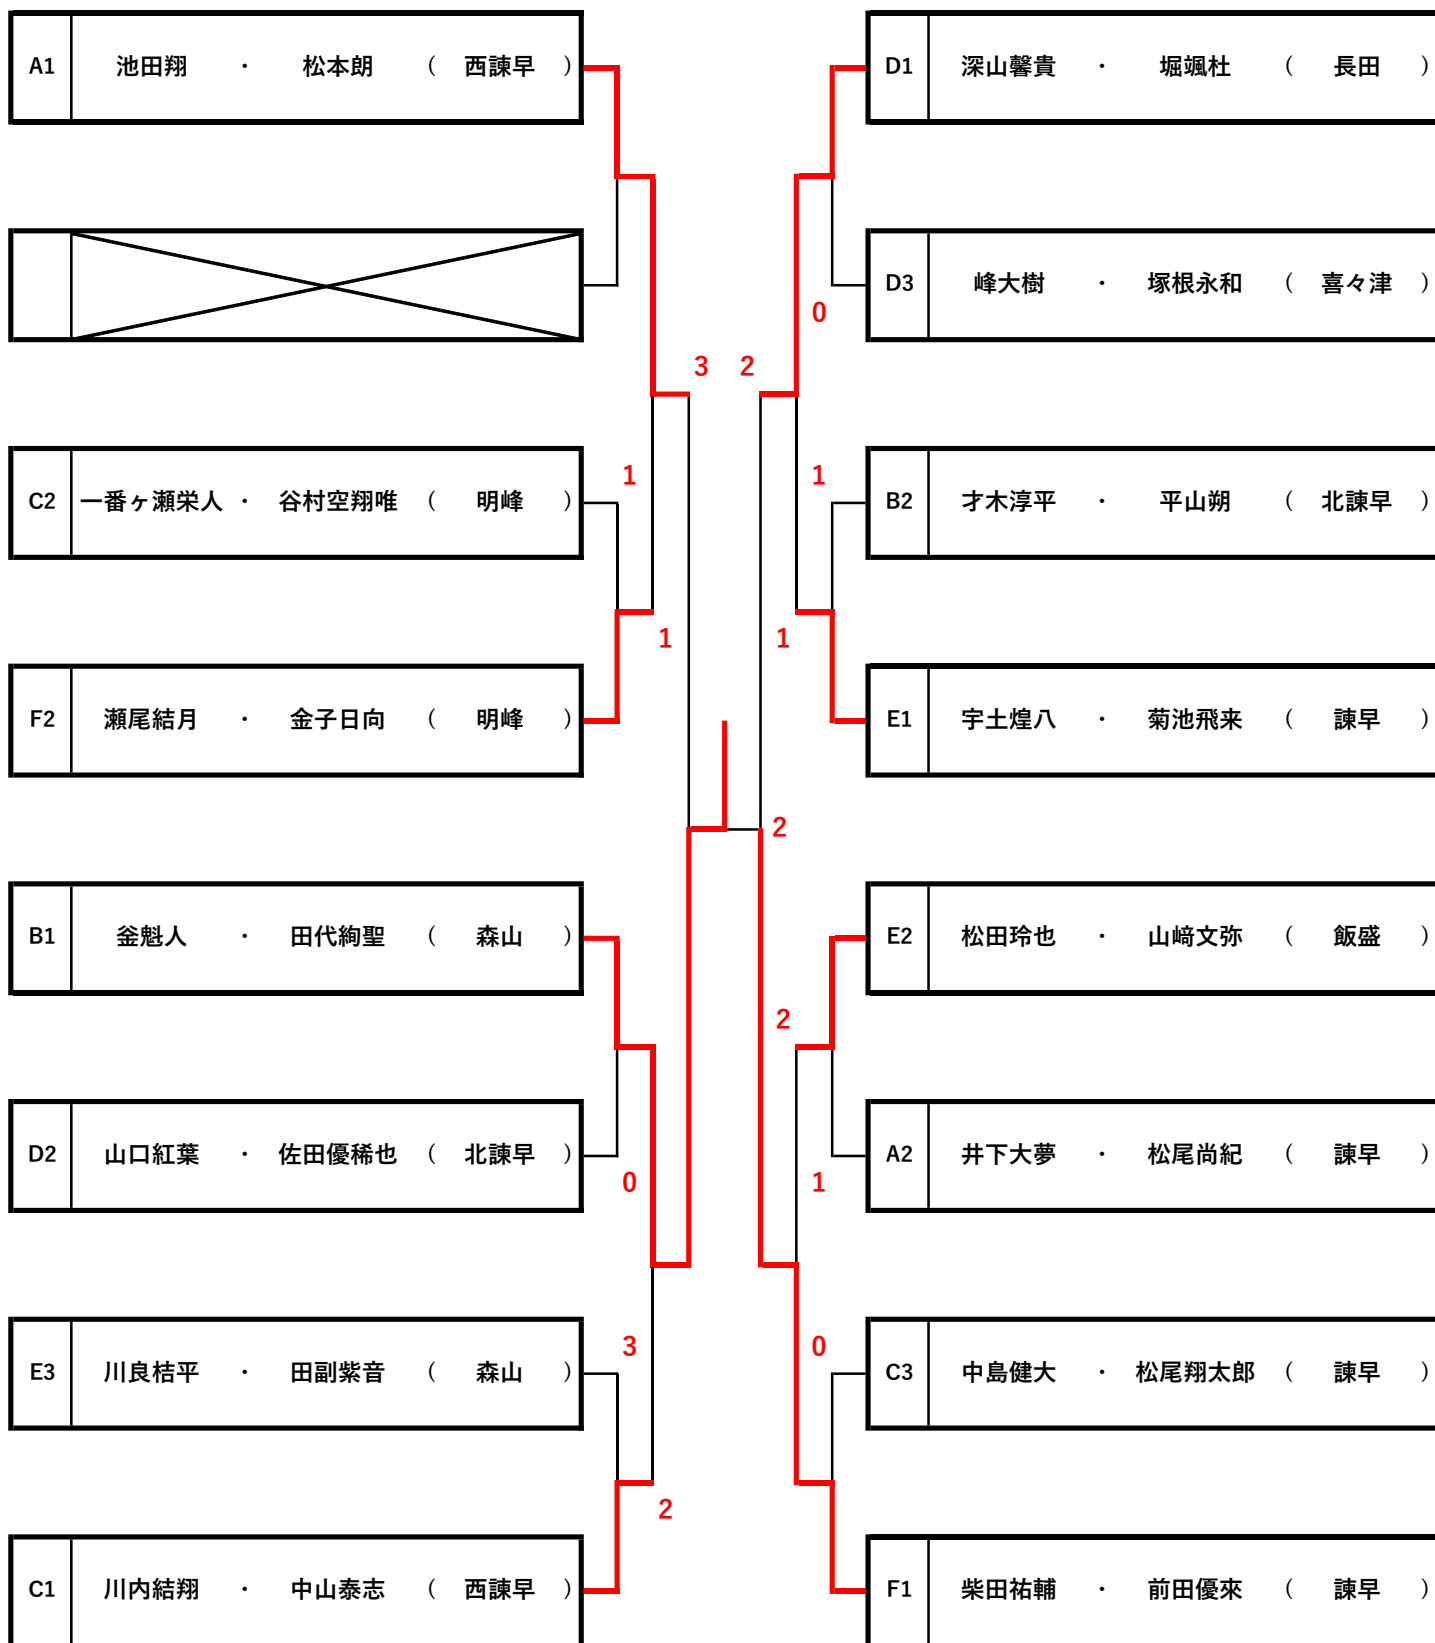 A1 池田翔 ・ 松本朗 ( 西諫早 )
D1 深山馨貴 ・ 堀颯杜 ( 長田 )
D3 峰大樹 ・ 塚根永和 ( 喜々津 )
0
3 2
1 1
C2 一番ヶ瀬栄人 ・ 谷村空翔唯 ( 明峰 )
B2 才木淳平 ・ 平山朔 ( 北諫早 )
1 1
F2 瀬尾結月 ・ 金子日向 ( 明峰 )
E1 宇土煌八 ・ 菊池飛来 ( 諫早 )
2
B1 釜魁人 ・ 田代絢聖 ( 森山 )
E2 松田玲也 ・ 山﨑文弥 ( 飯盛 )
2
D2 山口紅葉 ・ 佐田優稀也 ( 北諫早 )
A2 井下大夢 ・ 松尾尚紀 ( 諫早 )
0 1
3 0
E3 川良桔平 ・ 田副紫音 ( 森山 )
C3 中島健大 ・ 松尾翔太郎 ( 諫早 )
2
C1 川内結翔 ・ 中山泰志 ( 西諫早 )
F1 柴田祐輔 ・ 前田優來 ( 諫早 )